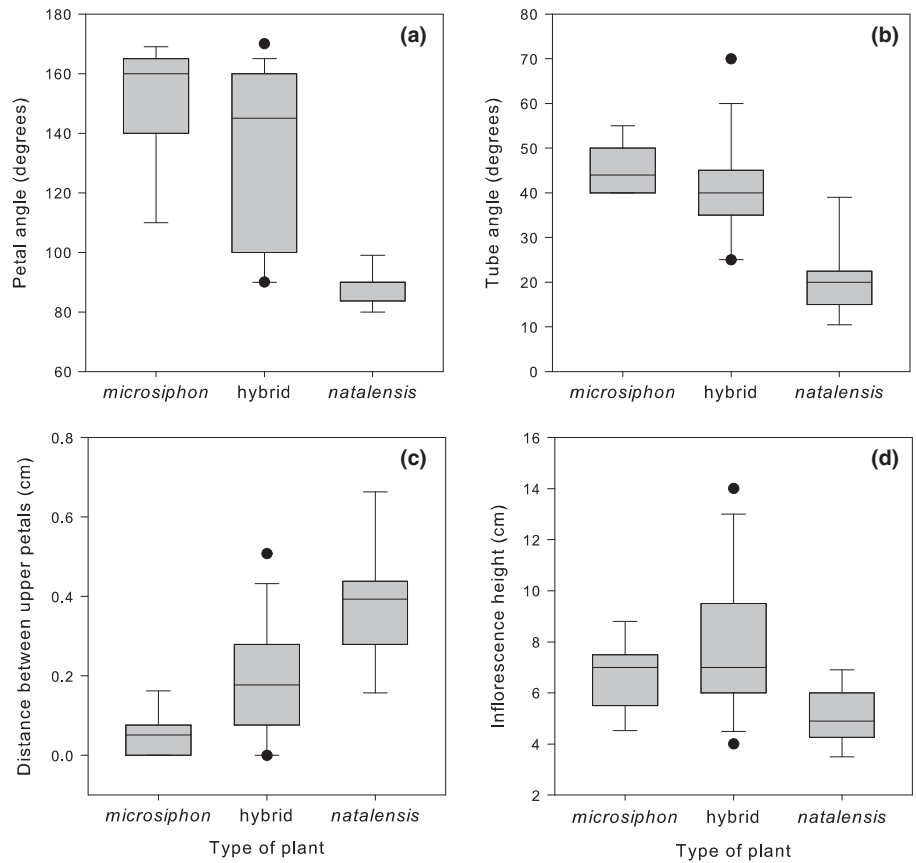 (a)
Petal angle (degrees)
180
160
140
120
100
80
60
microsiphon hybrid natalensis
(b)
Tube angle (degrees)
80
70
60
50
40
30
20
10
0
microsiphon hybrid natalensis
(c)
Distance between upper petals (cm)
0.8
0.6
0.4
0.2
0.0
microsiphon hybrid natalensis
Type of plant
(d)
Inflorescence height (cm)
16
14
12
10
8
6
4
2
microsiphon hybrid natalensis
Type of plant